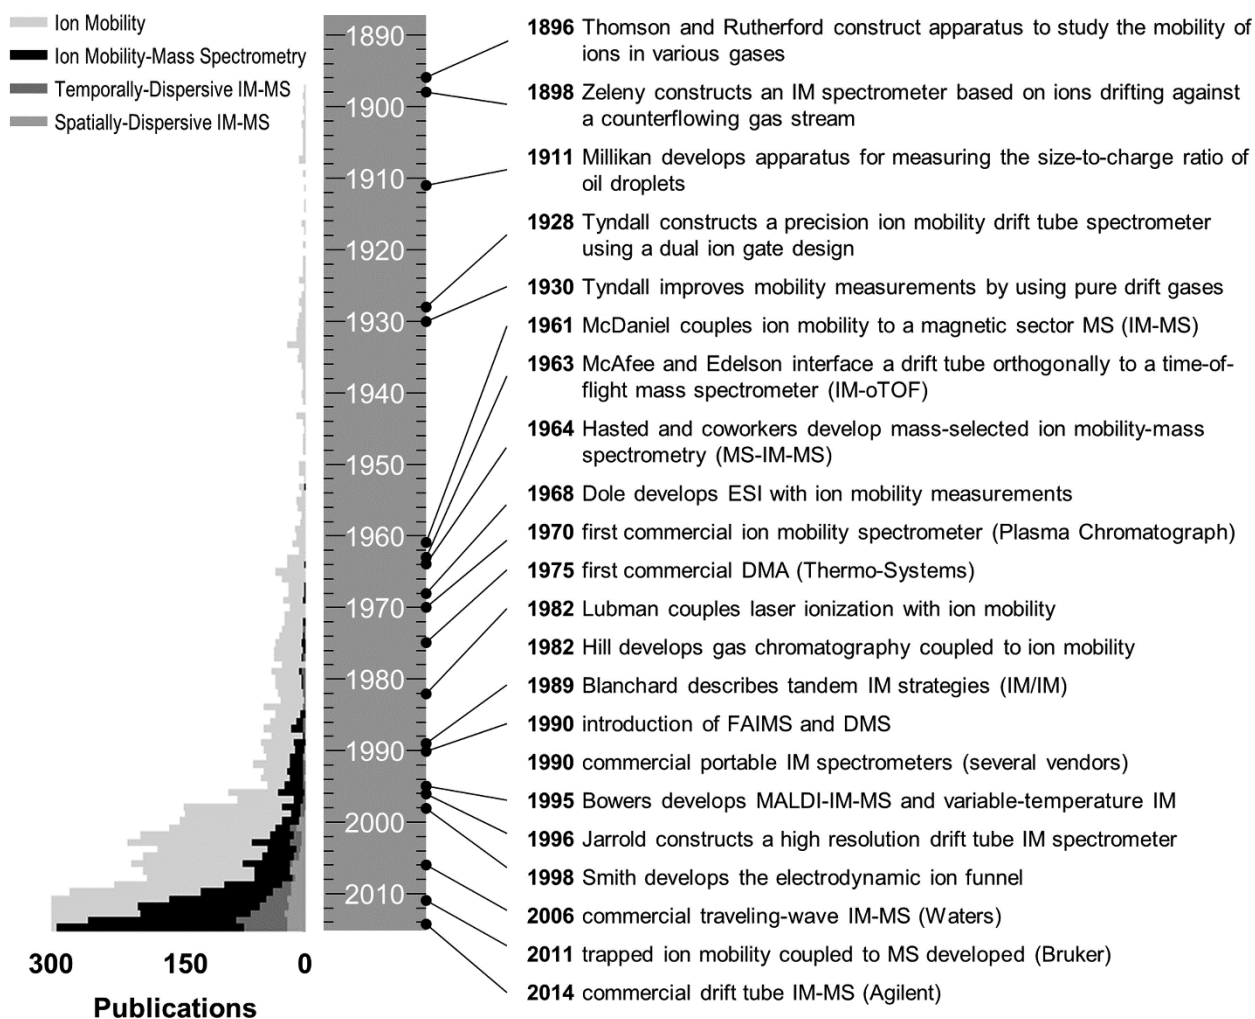 Ion Mobility
Ion Mobility-Mass Spectrometry
Temporally-Dispersive IM-MS
Spatially-Dispersive IM-MS
1890
1900
1910
1920
1930
1940
1950
1960
1970
1980
1990
2000
2010
300 150 0
Publications
1896 Thomson and Rutherford construct apparatus to study the mobility of
ions in various gases
1898 Zeleny constructs an IM spectrometer based on ions drifting against
a counterflowing gas stream
1911 Millikan develops apparatus for measuring the size-to-charge ratio of
oil droplets
1928 Tyndall constructs a precision ion mobility drift tube spectrometer
using a dual ion gate design
1930 Tyndall improves mobility measurements by using pure drift gases
1961 McDaniel couples ion mobility to a magnetic sector MS (IM-MS)
1963 McAfee and Edelson interface a drift tube orthogonally to a time-of-
flight mass spectrometer (IM-oTOF)
1964 Hasted and coworkers develop mass-selected ion mobility-mass
spectrometry (MS-IM-MS)
1968 Dole develops ESI with ion mobility measurements
1970 first commercial ion mobility spectrometer (Plasma Chromatograph)
1975 first commercial DMA (Thermo-Systems)
1982 Lubman couples laser ionization with ion mobility
1982 Hill develops gas chromatography coupled to ion mobility
1989 Blanchard describes tandem IM strategies (IM/IM)
1990 introduction of FAIMS and DMS
1990 commercial portable IM spectrometers (several vendors)
1995 Bowers develops MALDI-IM-MS and variable-temperature IM
1996 Jarrold constructs a high resolution drift tube IM spectrometer
1998 Smith develops the electrodynamic ion funnel
2006 commercial traveling-wave IM-MS (Waters)
2011 trapped ion mobility coupled to MS developed (Bruker)
2014 commercial drift tube IM-MS (Agilent)